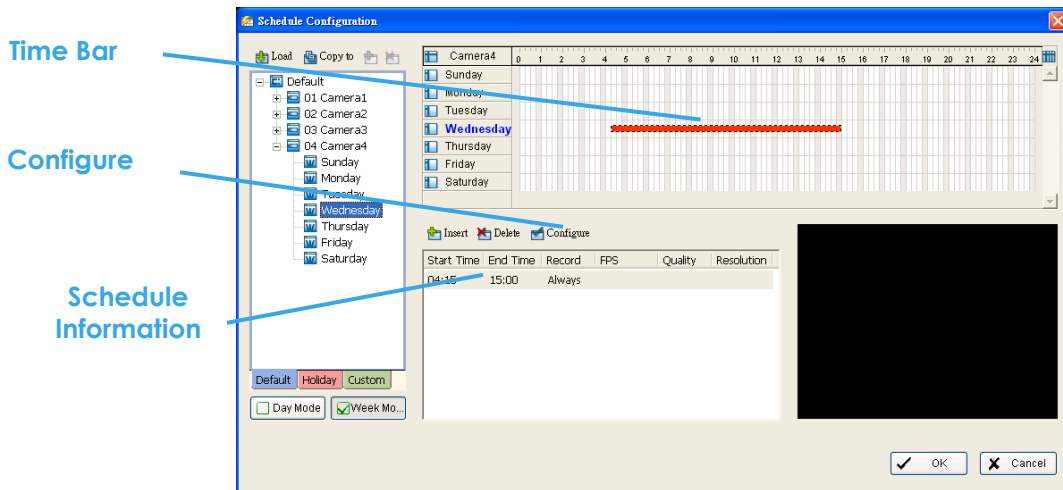 Schedule Configuration
Time Bar
Load Copy to
Camera4 0 1 2 3 4 5 6 7 8 9 10 11 12 13 14 15 16 17 18 19 20 21 22 23 24
Default
01 Camera1
02 Camera2
03 Camera3
04 Camera4
Sunday
Monday
Tuesday
Wednesday
Thursday
Friday
Saturday
Sunday
Monday
Tuesday
Wednesday
Thursday
Friday
Saturday
Configure
Insert Delete Configure
Start Time End Time Record FPS Quality Resolution
04:15 15:00 Always
Schedule
Information
Default Holiday Custom
Day Mode Week Mo...
OK Cancel